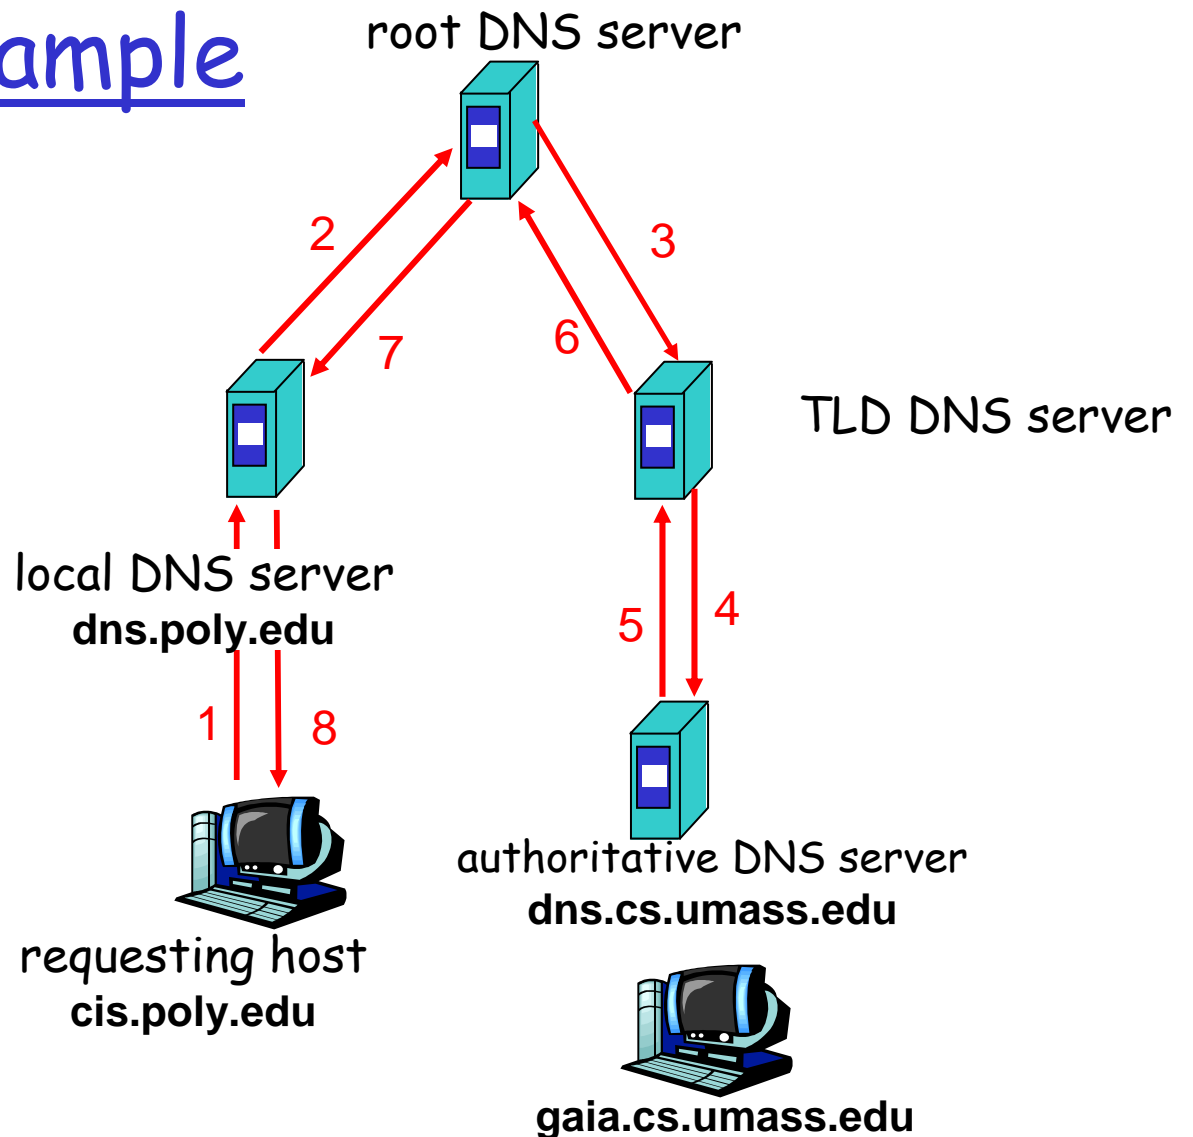 ample
root DNS server
2
3
7
6
TLD DNS server
local DNS server
dns.poly.edu
5
4
1
8
authoritative DNS server
dns.cs.umass.edu
requesting host
cis.poly.edu
gaia.cs.umass.edu